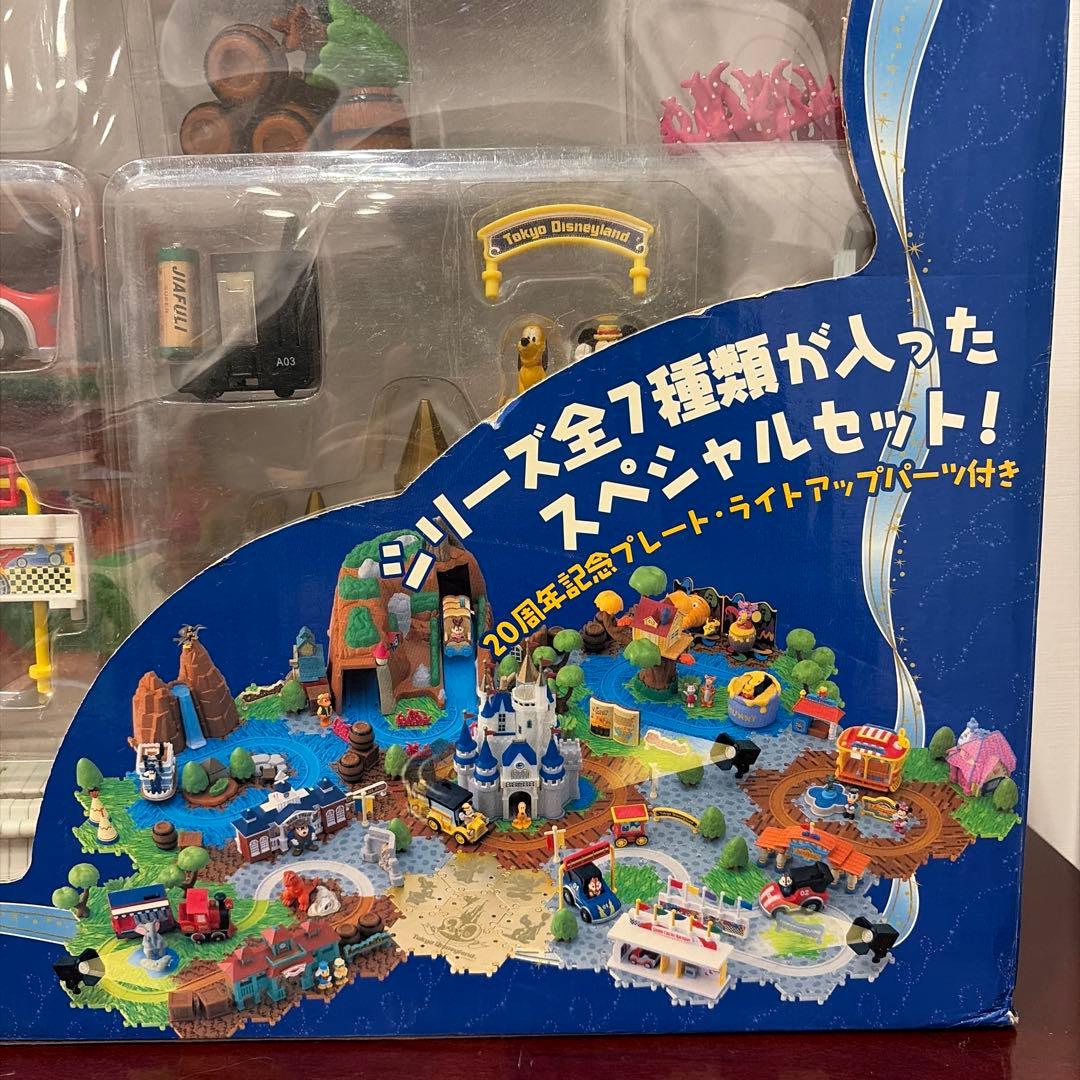 Tokyo Disneyland
JIAFULI
A03
シリーズ全7種類が入った
スペシャルセット!
20周年記念プレート・ライトアップパーツ付き
HUNNY
20
02